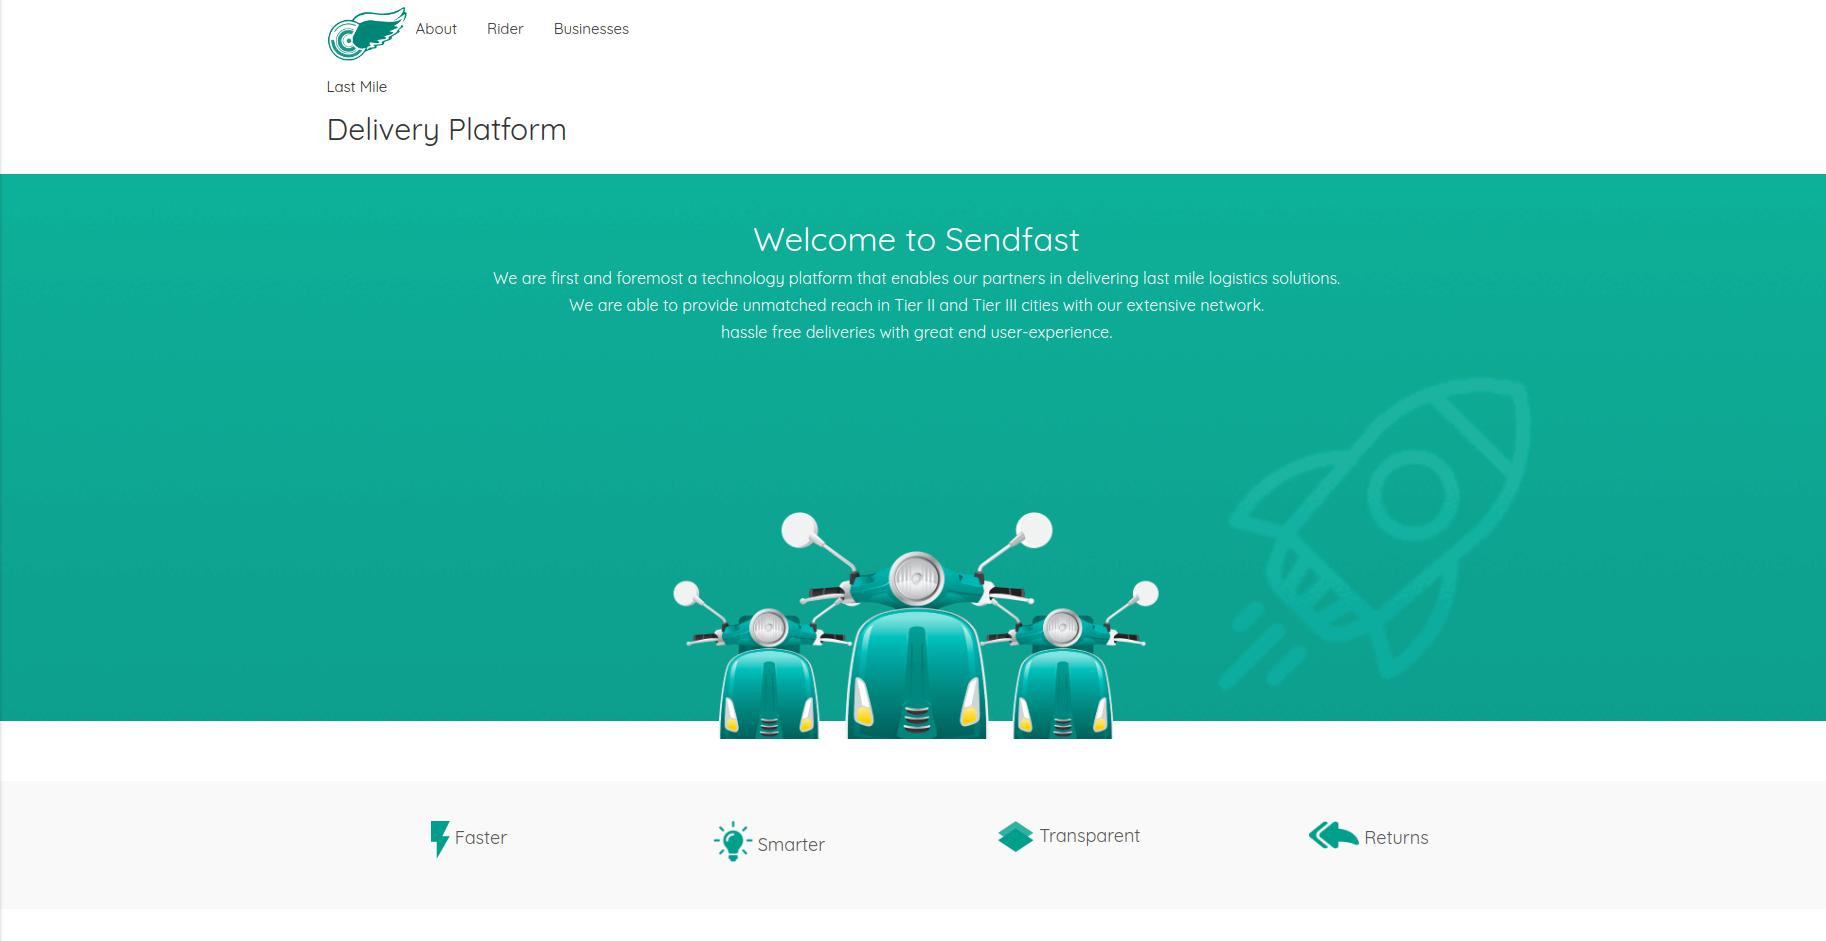 About Rider Businesses
Last Mile
Delivery Platform
Welcome to Sendfast
We are first and foremost a technology platform that enables our partners in delivering last mile logistics solutions.
We are able to provide unmatched reach in Tier II and Tier III cities with our extensive network.
hassle free deliveries with great end user-experience.
Faster Smarter Transparent Returns